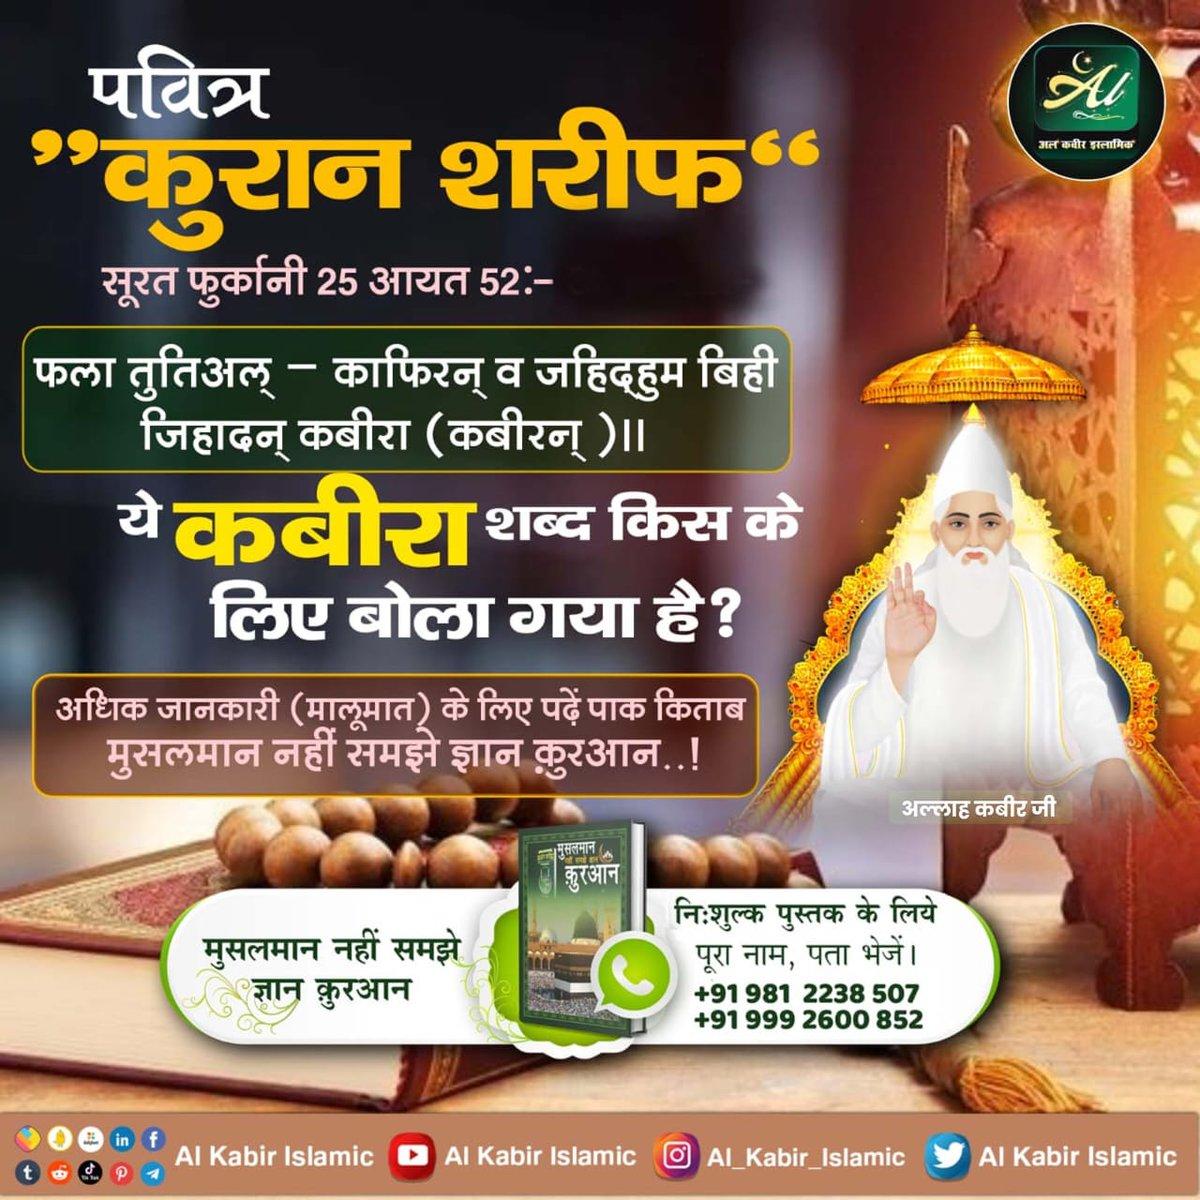 पवित्र
”कुरान शरीफ“
सूरत फुर्कानी 25 आयत 52:-
फला तुतिअल् – काफिरन् व जहिद्हुम बिही
जिहादन् कबीरा (कबीरन् )।।
ये कबीरा शब्द किस के
लिए बोला गया है?
अधिक जानकारी (मालूमात) के लिए पढ़ें पाक किताब
मुसलमान नहीं समझे ज्ञान क़ुरआन..!
Al
अल कबीर इस्लामिक
अल्लाह कबीर जी
मुसलमान नहीं समझे
ज्ञान क़ुरआन
मुसलमान
नहीं समझे ज्ञान
क़ुरआन
निःशुल्क पुस्तक के लिये
पूरा नाम, पता भेजें।
+91 981 2238 507
+91 999 2600 852
Al Kabir Islamic
Al Kabir Islamic
Al_Kabir_Islamic
Al Kabir Islamic